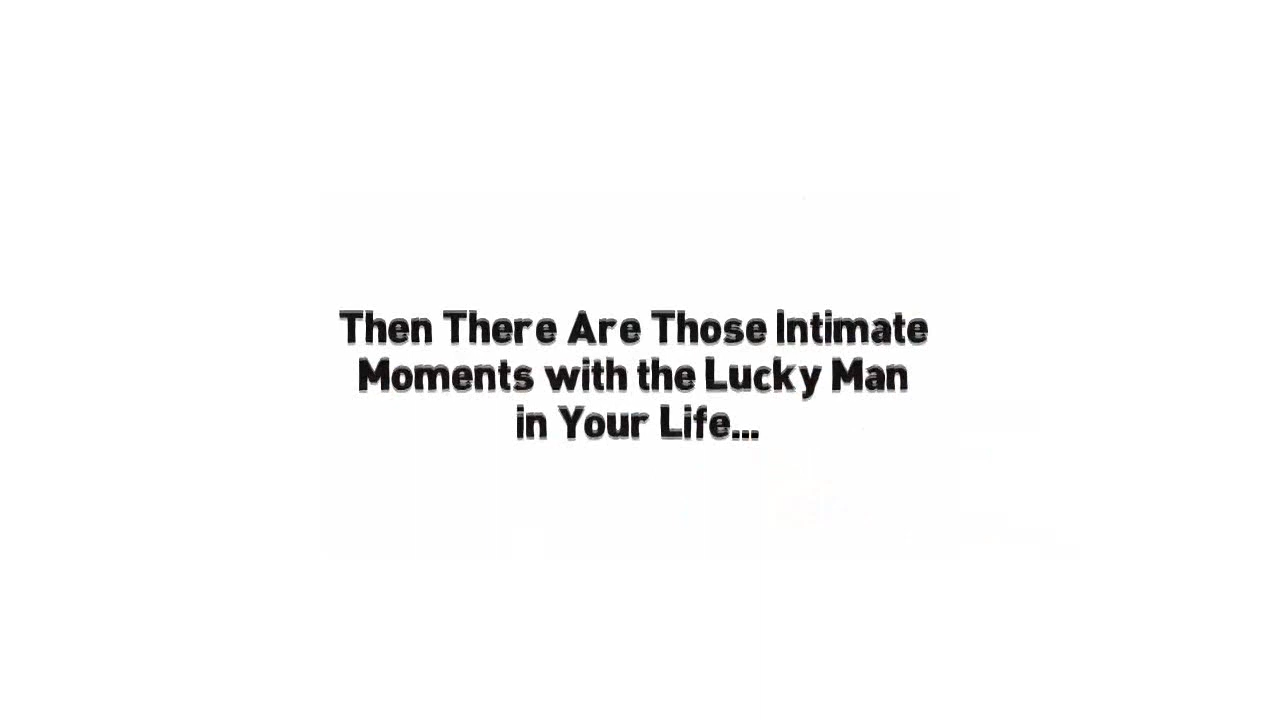 Then There Are Those Intimate
Moments with the Lucky Man
in Your Life...